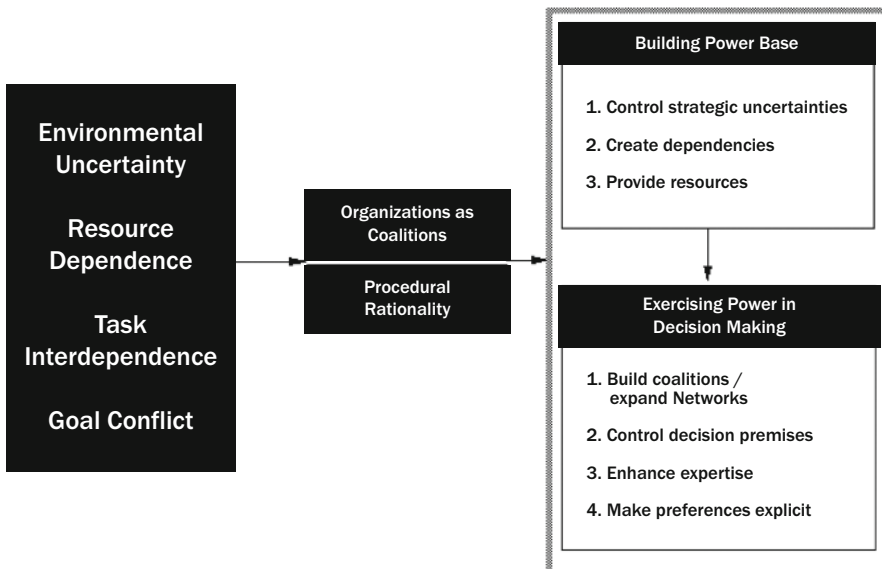 Environmental
Uncertainty
Resource
Dependence
Task
Interdependence
Goal Conflict
Organizations as
Coalitions
Procedural
Rationality
Building Power Base
1. Control strategic uncertainties
2. Create dependencies
3. Provide resources
Exercising Power in
Decision Making
1. Build coalitions /
expand Networks
2. Control decision premises
3. Enhance expertise
4. Make preferences explicit